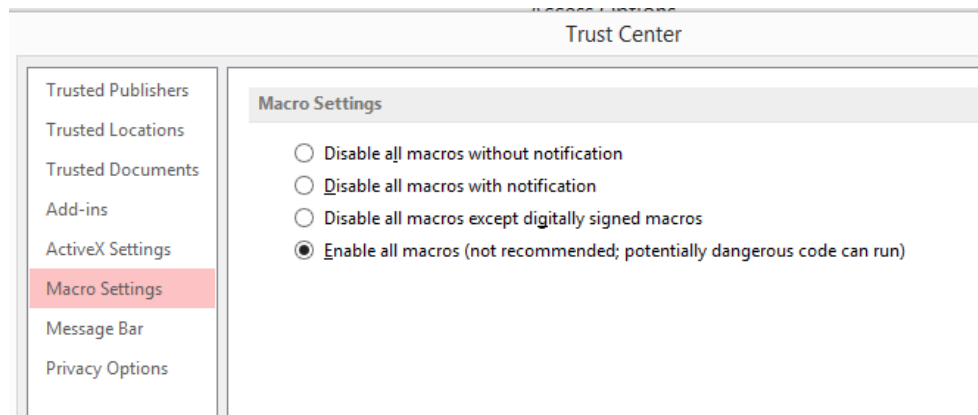 Trust Center
Trusted Publishers
Trusted Locations
Trusted Documents
Add-ins
ActiveX Settings
Macro Settings
Message Bar
Privacy Options
Macro Settings
Disable all macros without notification
Disable all macros with notification
Disable all macros except digitally signed macros
Enable all macros (not recommended; potentially dangerous code can run)